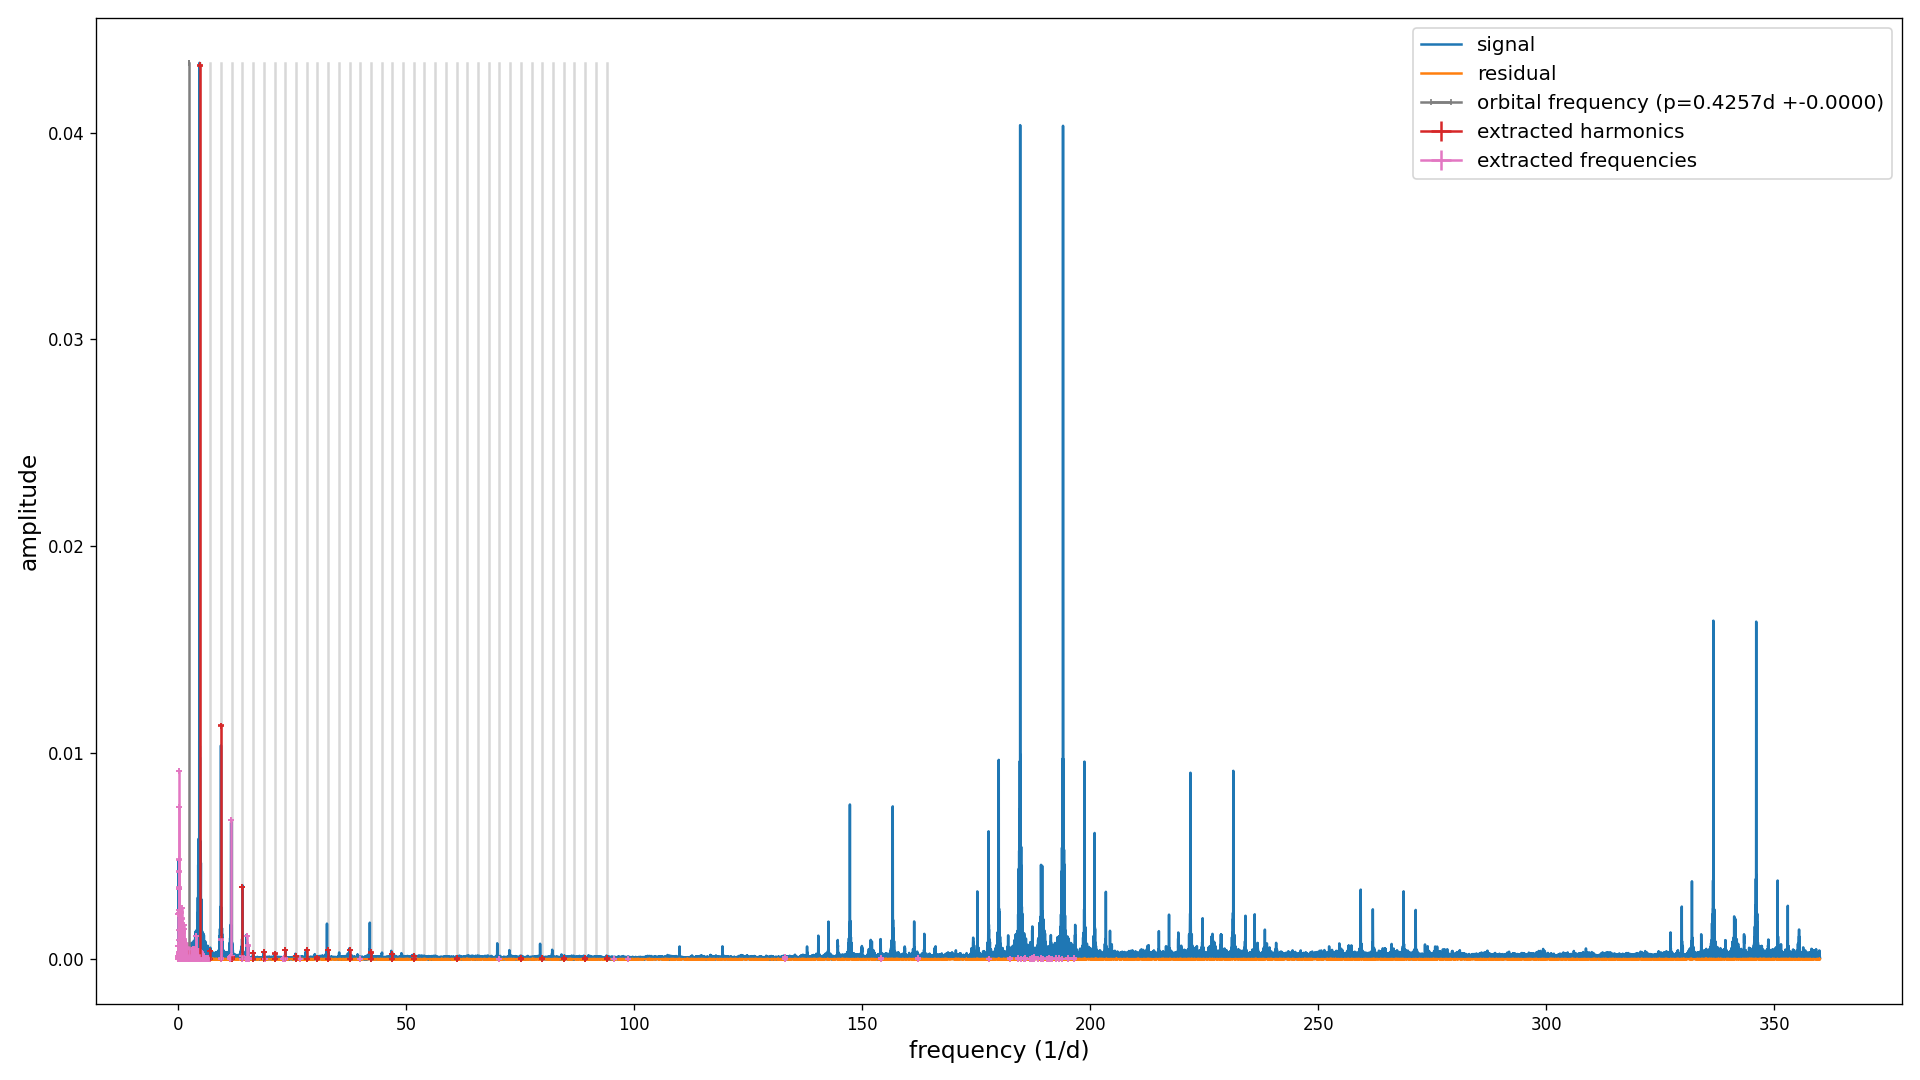 signal
residual
orbital frequency (p=0.4257d +-0.0000)
extracted harmonics
extracted frequencies
0.04
0.03
0.02
0.01
0.00
amplitude
0 50 100 150 200 250 300 350
frequency (1/d)